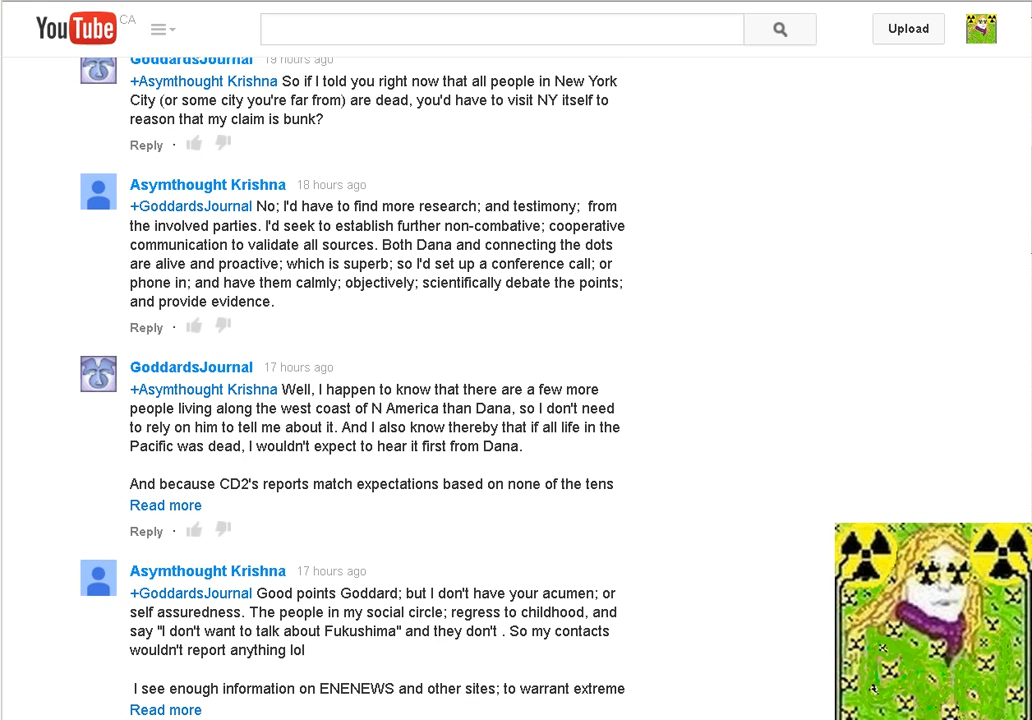 YouTube CA
Upload
GoddardsJournal 19 hours ago
+Asymthought Krishna So if I told you right now that all people in New York
City (or some city you're far from) are dead, you'd have to visit NY itself to
reason that my claim is bunk?
Reply ·
Asymthought Krishna 18 hours ago
+GoddardsJournal No; I'd have to find more research; and testimony; from
the involved parties. I'd seek to establish further non-combative; cooperative
communication to validate all sources. Both Dana and connecting the dots
are alive and proactive; which is superb; so I'd set up a conference call; or
phone in; and have them calmly; objectively; scientifically debate the points;
and provide evidence.
Reply ·
GoddardsJournal 17 hours ago
+Asymthought Krishna Well, I happen to know that there are a few more
people living along the west coast of N America than Dana, so I don't need
to rely on him to tell me about it. And I also know thereby that if all life in the
Pacific was dead, I wouldn't expect to hear it first from Dana.
And because CD2's reports match expectations based on none of the tens
Read more
Reply ·
Asymthought Krishna 17 hours ago
+GoddardsJournal Good points Goddard; but I don't have your acumen; or
self assuredness. The people in my social circle; regress to childhood, and
say "I don't want to talk about Fukushima" and they don't . So my contacts
wouldn't report anything lol
I see enough information on ENENEWS and other sites; to warrant extreme
Read more